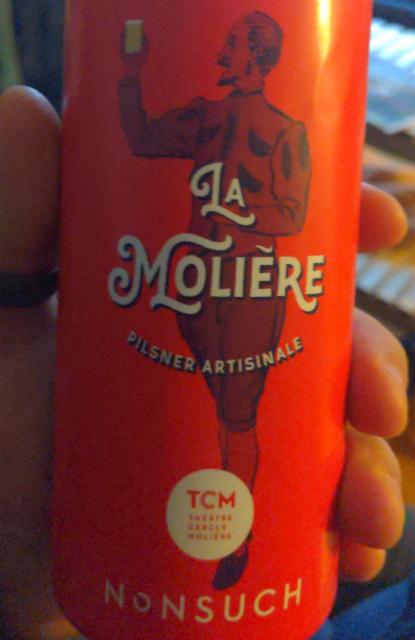 LA
MOLIÈRE
PILSNER ARTISINALE
TCM
THÉÂTRE
CERCLE
MOLIÈRE
NONSUCH